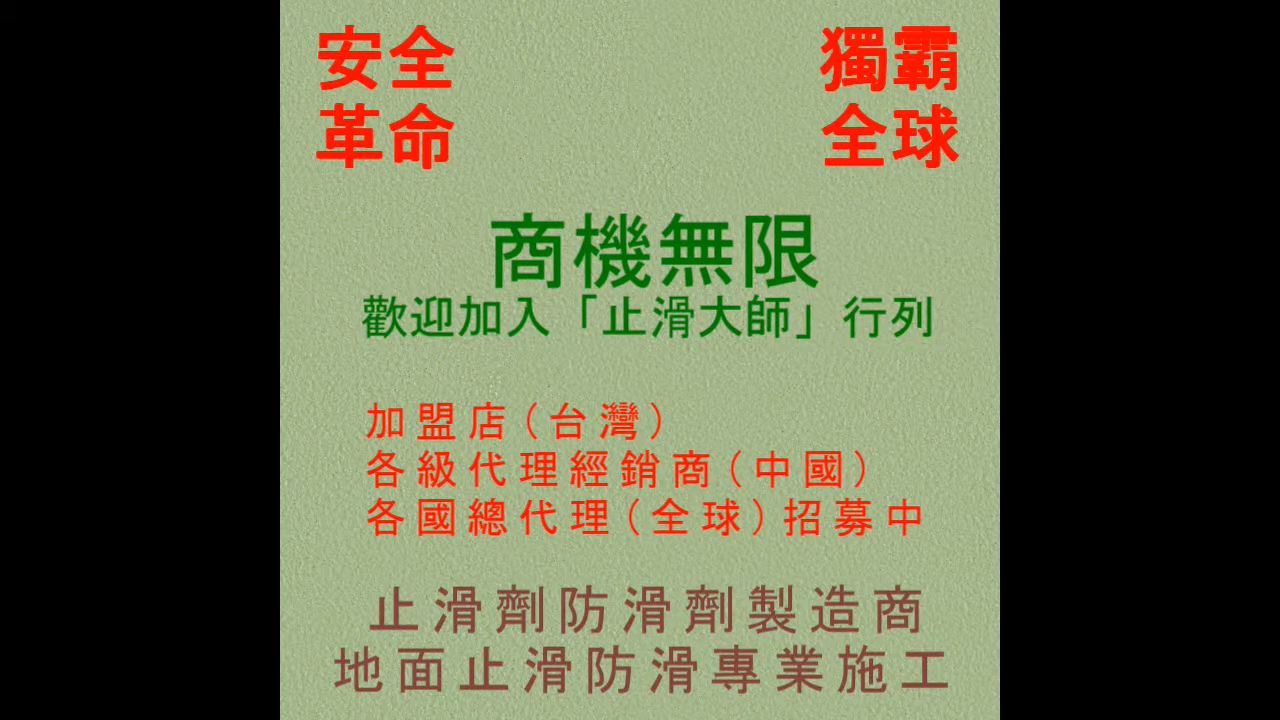 安全
革命
獨霸
全球
商機無限
歡迎加入「止滑大師」行列
加盟店(台灣)
各級代理經銷商(中國)
各國總代理(全球)招募中
止滑劑防滑劑製造商
地面止滑防滑專業施工